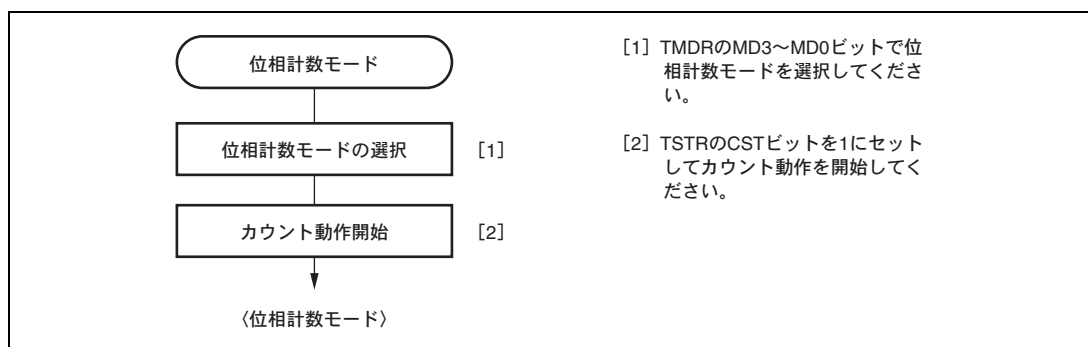 位相計数モード
位相計数モードの選択 [1]
カウント動作開始 [2]
〈位相計数モード〉
[1] TMDRのMD3～MD0ビットで位
相計数モードを選択してくださ
い。
[2] TSTRのCSTビットを1にセット
してカウント動作を開始してく
ださい。